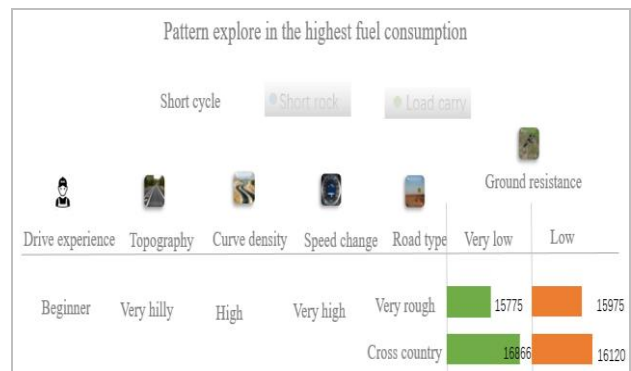 Pattern explore in the highest fuel consumption
Short cycle Short rock Load carry
Ground resistance
Drive experience Topography Curve density Speed change Road type Very low Low
Beginner Very hilly High Very high Very rough 15775 15975
Cross country 16866 16120